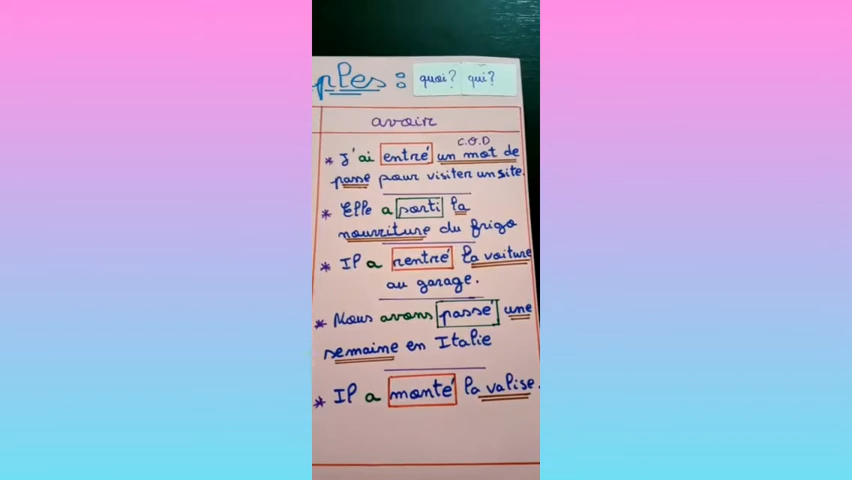 ples : quoi? qui?
avoir
C.O.D
* J'ai entré un mot de
passe pour visiter un site.
* Elle a sorti la
nourriture du frigo
* Il a rentré la voiture
au garage.
* Nous avons passé une
semaine en Italie
* Il a monté la valise.